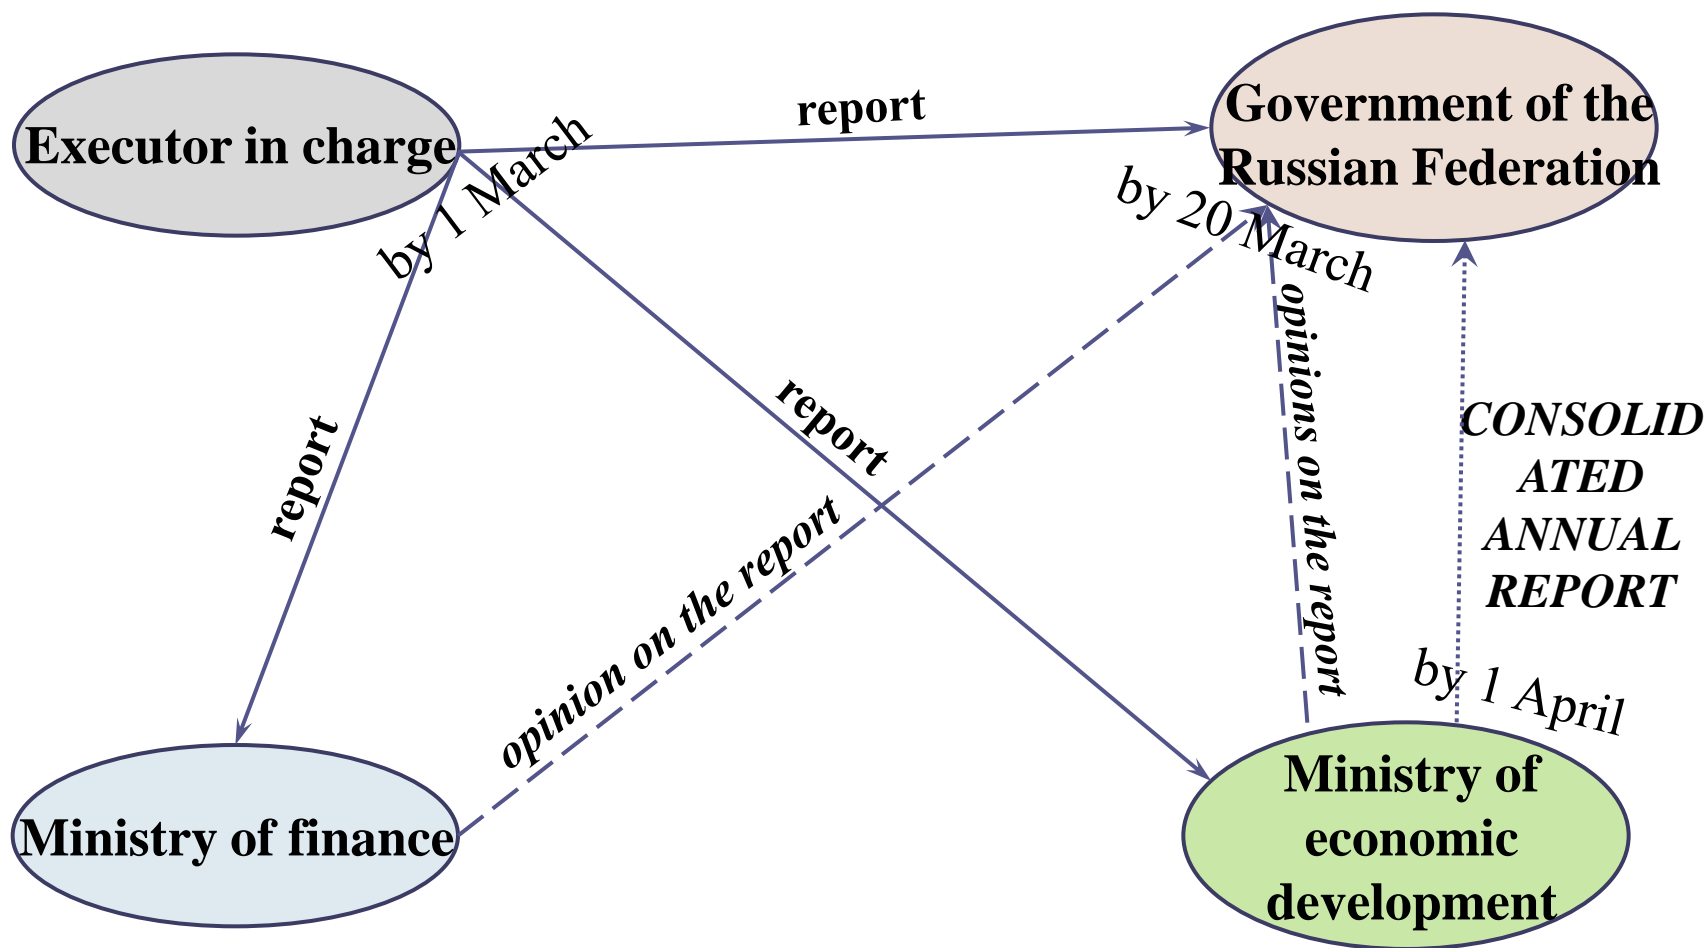 Executor in charge
report
Government of the
Russian Federation
by 1 March
by 20 March
report
report
opinion on the report
opinions on the report
CONSOLID
ATED
ANNUAL
REPORT
by 1 April
Ministry of finance
Ministry of
economic
development